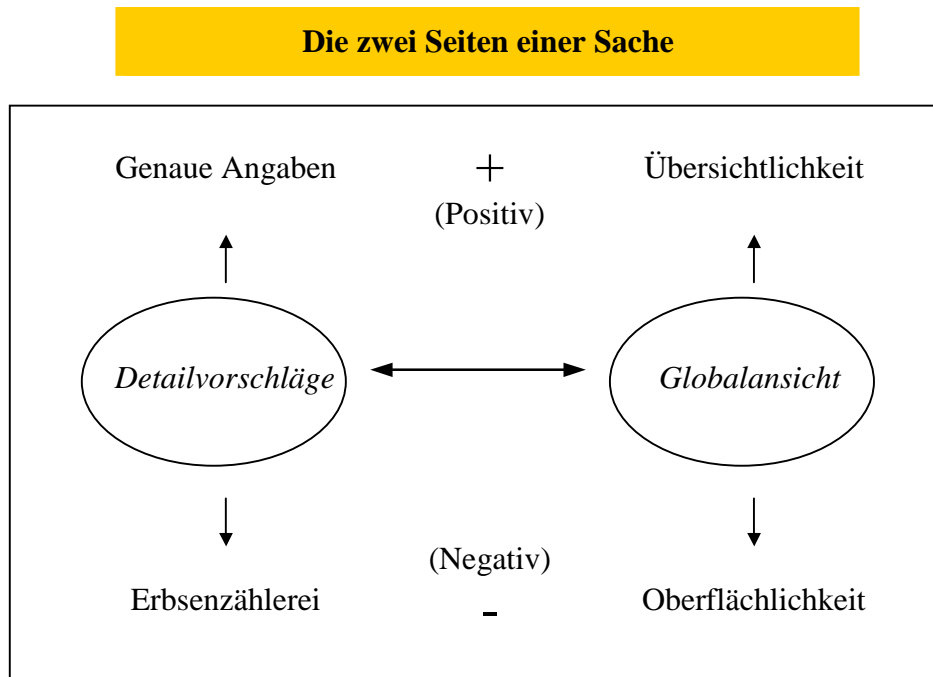 Die zwei Seiten einer Sache
Genaue Angaben + Übersichtlichkeit
(Positiv)
Detailvorschläge Globalansicht
(Negativ)
Erbsenzählerei - Oberflächlichkeit